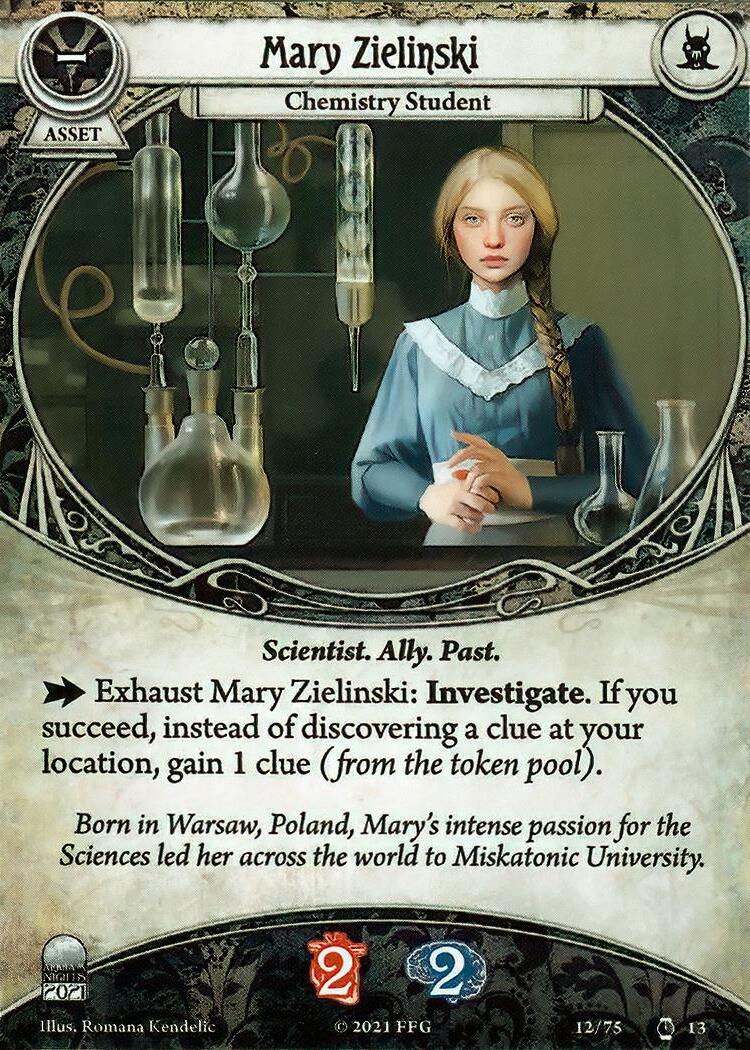 Mary Zielinski
Chemistry Student
ASSET
Scientist. Ally. Past.
Exhaust Mary Zielinski: Investigate. If you
succeed, instead of discovering a clue at your
location, gain 1 clue (from the token pool).
Born in Warsaw, Poland, Mary's intense passion for the
Sciences led her across the world to Miskatonic University.
2 2
ARKHAM
NIGHTS
2021
Illus. Romana Kendelic © 2021 FFG 12/75 13